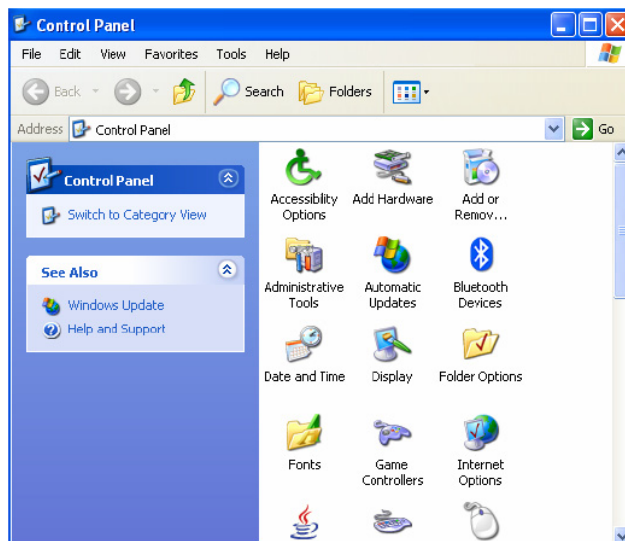 Control Panel
File Edit View Favorites Tools Help
Back Search Folders
Address Control Panel Go
Control Panel
Switch to Category View
See Also
Windows Update
Help and Support
Accessibility
Options
Add Hardware
Add or
Remov...
Administrative
Tools
Automatic
Updates
Bluetooth
Devices
Date and Time
Display
Folder Options
Fonts
Game
Controllers
Internet
Options